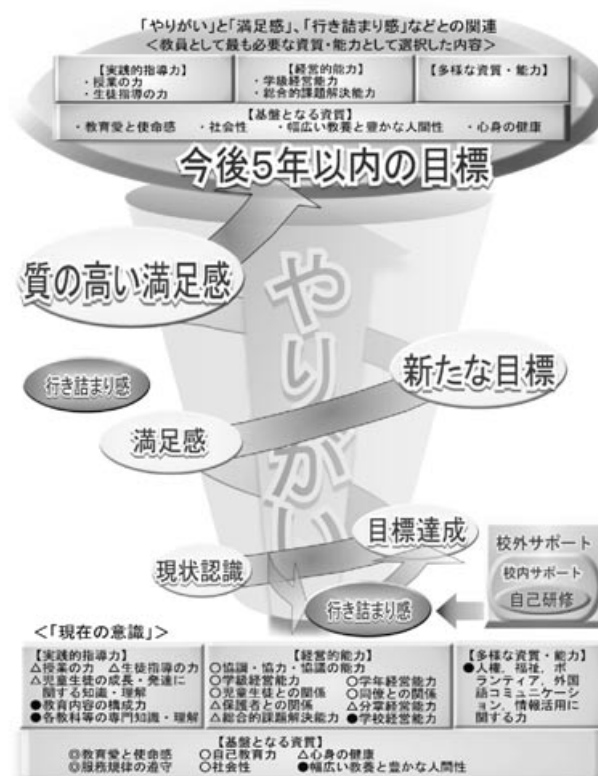 「やりがい」と「満足感」、「行き詰まり感」などとの関連
<教員として最も必要な資質・能力として選択した内容>
【実践的指導力】
・授業の力
・生徒指導の力
【経営的能力】
・学級経営能力
・総合的課題解決能力
【多様な資質・能力】
【基盤となる資質】
・教育愛と使命感 ・社会性 ・幅広い教養と豊かな人間性 ・心身の健康
今後5年以内の目標
やりがい
質の高い満足感
新たな目標
行き詰まり感
満足感
目標達成
現状認識
行き詰まり感
校外サポート
校内サポート
自己研修
<「現在の意識」>
【実践的指導力】
△授業の力 △生徒指導の力
△児童生徒の成長・発達に
関する知識・理解
●教育内容の構成力
●各教科等の専門知識・理解
【経営的能力】
○協調・協力・協議の能力
○学級経営能力 ○学年経営能力
○児童生徒との関係 ○同僚との関係
△保護者との関係 △分掌経営能力
△総合的課題解決能力 ●学校経営能力
【多様な資質・能力】
●人権, 福祉, ボ
ランティア, 外国
語コミュニケーショ
ン, 情報活用に
関する力
【基盤となる資質】
◎教育愛と使命感 ○自己教育力 △心身の健康
◎服務規律の遵守 ○社会性 ●幅広い教養と豊かな人間性